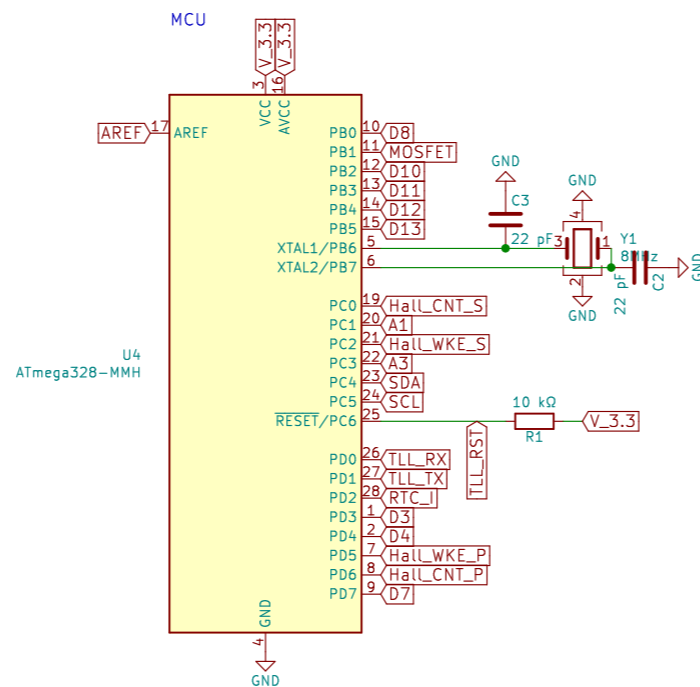 MCU
V_3.3 V_3.3
3 16
VCC AVCC
AREF 17 AREF
PB0 10 D8
PB1 11 MOSFET
PB2 12 D10
PB3 13 D11
PB4 14 D12
PB5 15 D13
XTAL1/PB6 5
XTAL2/PB7 6
GND
C3
22 pF
GND
4
3 1
Y1
8MHz
2
GND
22 pF
C2
GND
PC0 19 Hall_CNT_S
PC1 20 A1
PC2 21 Hall_WKE_S
PC3 22 A3
PC4 23 SDA
PC5 24 SCL
RESET/PC6 25
TLL_RST
10 kΩ
R1
V_3.3
U4
ATmega328-MMH
PD0 26 TLL_RX
PD1 27 TLL_TX
PD2 28 RTC_I
PD3 1 D3
PD4 2 D4
PD5 7 Hall_WKE_P
PD6 8 Hall_CNT_P
PD7 9 D7
GND
4
GND